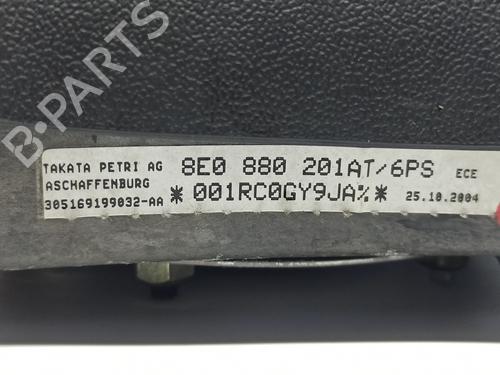 B-PARTS
TAKATA PETRI AG 8E0 880 201AT/6PS ECE
ASCHAFFENBURG *001RC0GY9JA%*
305169199032-AA 25.10.2004